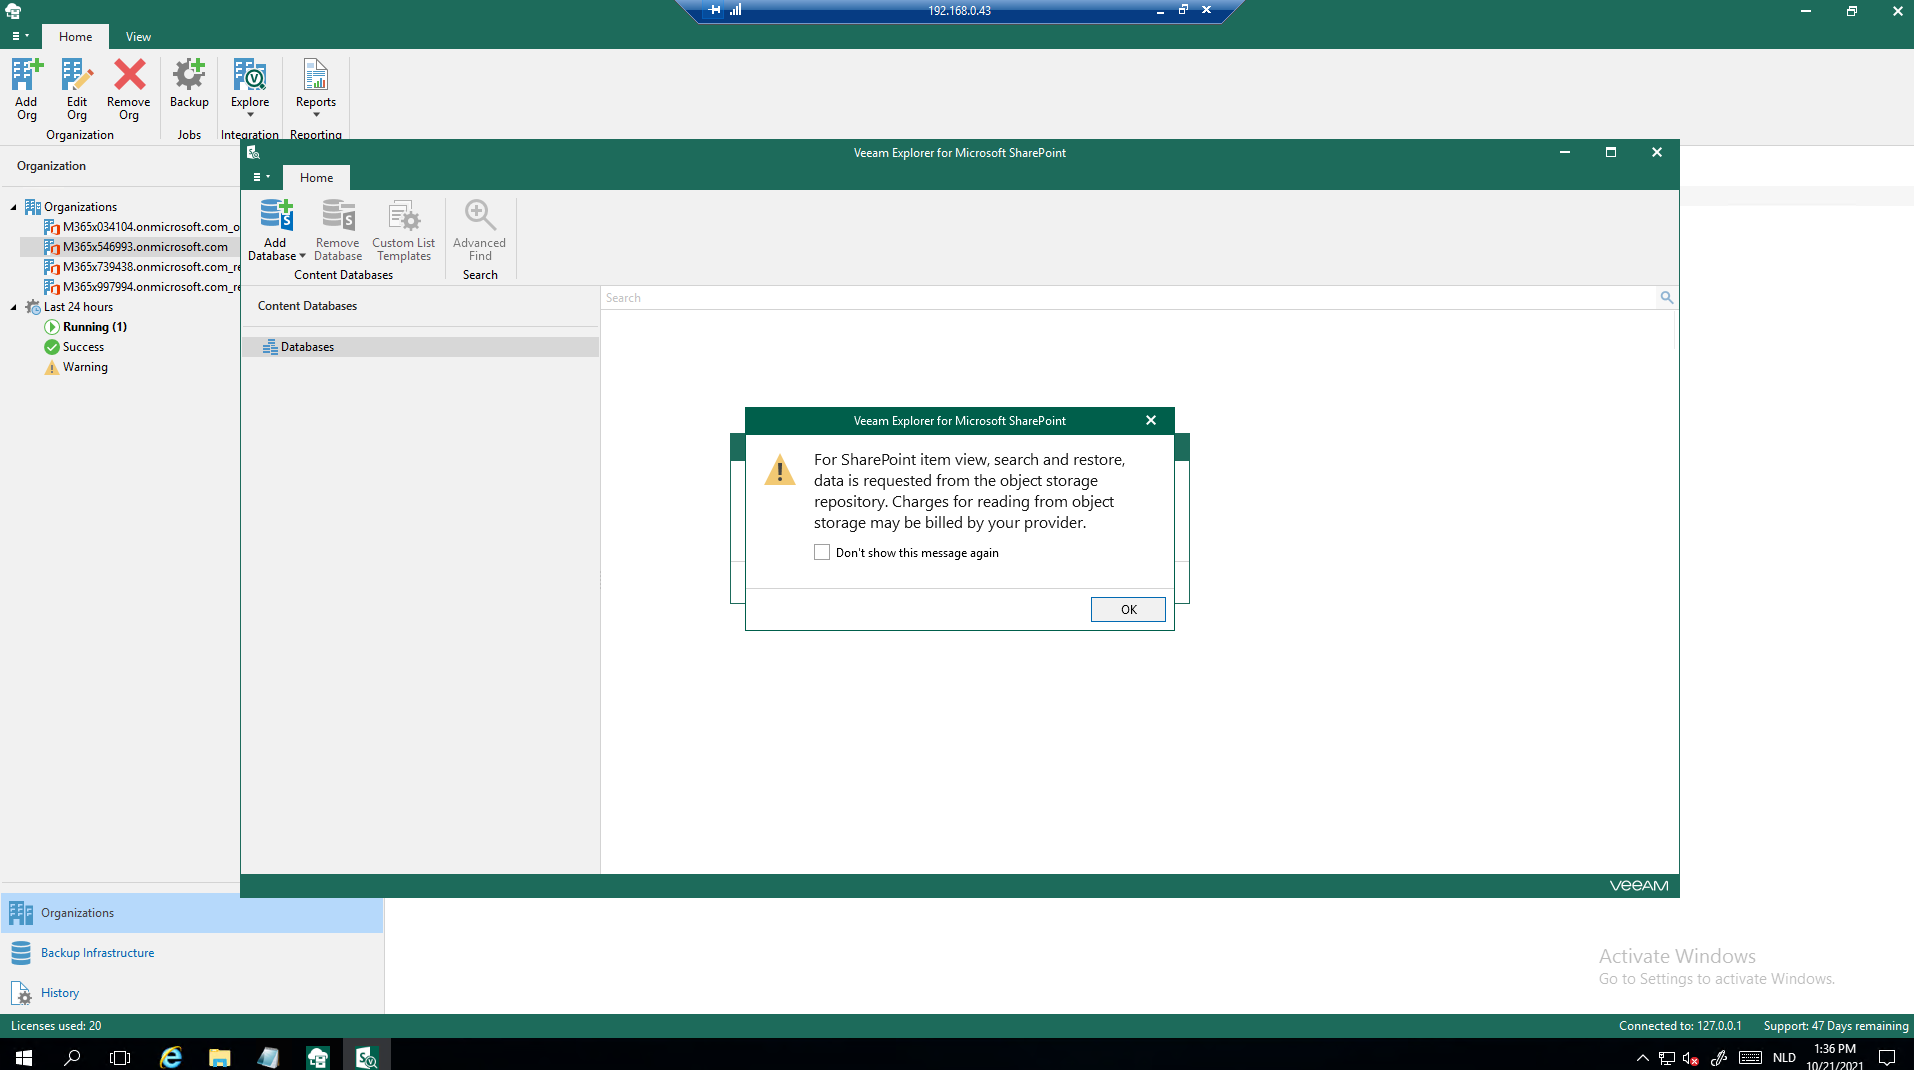 192.168.0.43
Home
View
Add
Org
Edit
Org
Remove
Org
Backup
Explore
Reports
Organization
Jobs
Integration
Reporting
Organization
Organizations
M365x034104.onmicrosoft.com_o
M365x546993.onmicrosoft.com
M365x739438.onmicrosoft.com_re
M365x997994.onmicrosoft.com_re
Last 24 hours
Running (1)
Success
Warning
Veeam Explorer for Microsoft SharePoint
Home
Add
Database
Remove
Database
Custom List
Templates
Advanced
Find
Content Databases
Search
Content Databases
Search
Databases
Veeam Explorer for Microsoft SharePoint
For SharePoint item view, search and restore,
data is requested from the object storage
repository. Charges for reading from object
storage may be billed by your provider.
Don't show this message again
OK
veeAM
Organizations
Backup Infrastructure
History
Activate Windows
Go to Settings to activate Windows.
Licenses used: 20
Connected to: 127.0.0.1
Support: 47 Days remaining
NLD
1:36 PM
10/21/2021